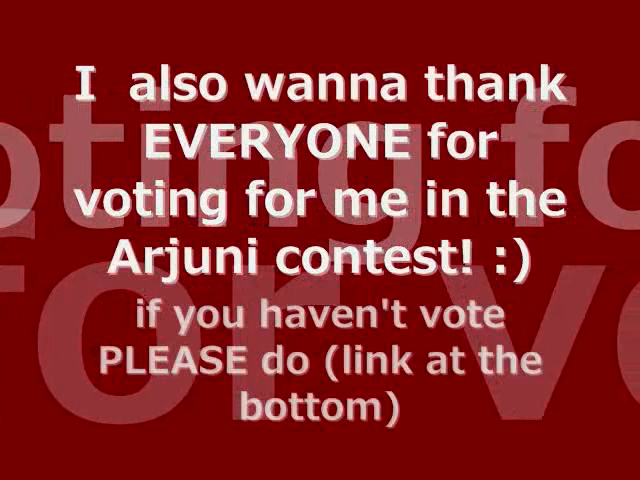 I also wanna thank
EVERYONE for
voting for me in the
Arjuni contest! :)
if you haven't vote
PLEASE do (link at the
bottom)